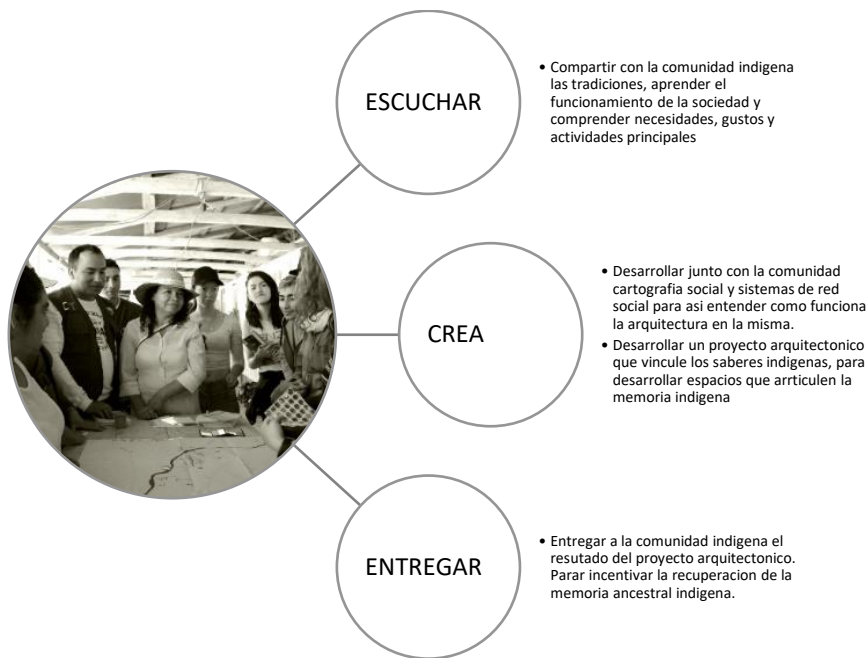 ESCUCHAR
• Compartir con la comunidad indigena
las tradiciones, aprender el
funcionamiento de la sociedad y
comprender necesidades, gustos y
actividades principales
CREA
• Desarrollar junto con la comunidad
cartografia social y sistemas de red
social para asi entender como funciona
la arquitectura en la misma.
• Desarrollar un proyecto arquitectonico
que vincule los saberes indigenas, para
desarrollar espacios que arrticulen la
memoria indigena
ENTREGAR
• Entregar a la comunidad indigena el
resutado del proyecto arquitectonico.
Parar incentivar la recuperacion de la
memoria ancestral indigena.